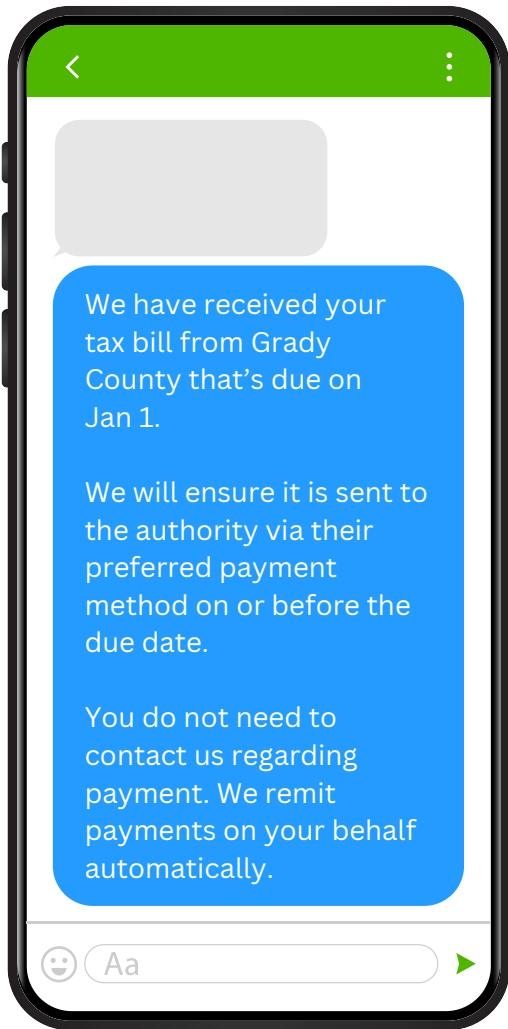 We have received your
tax bill from Grady
County that’s due on
Jan 1.
We will ensure it is sent to
the authority via their
preferred payment
method on or before the
due date.
You do not need to
contact us regarding
payment. We remit
payments on your behalf
automatically.
Aa